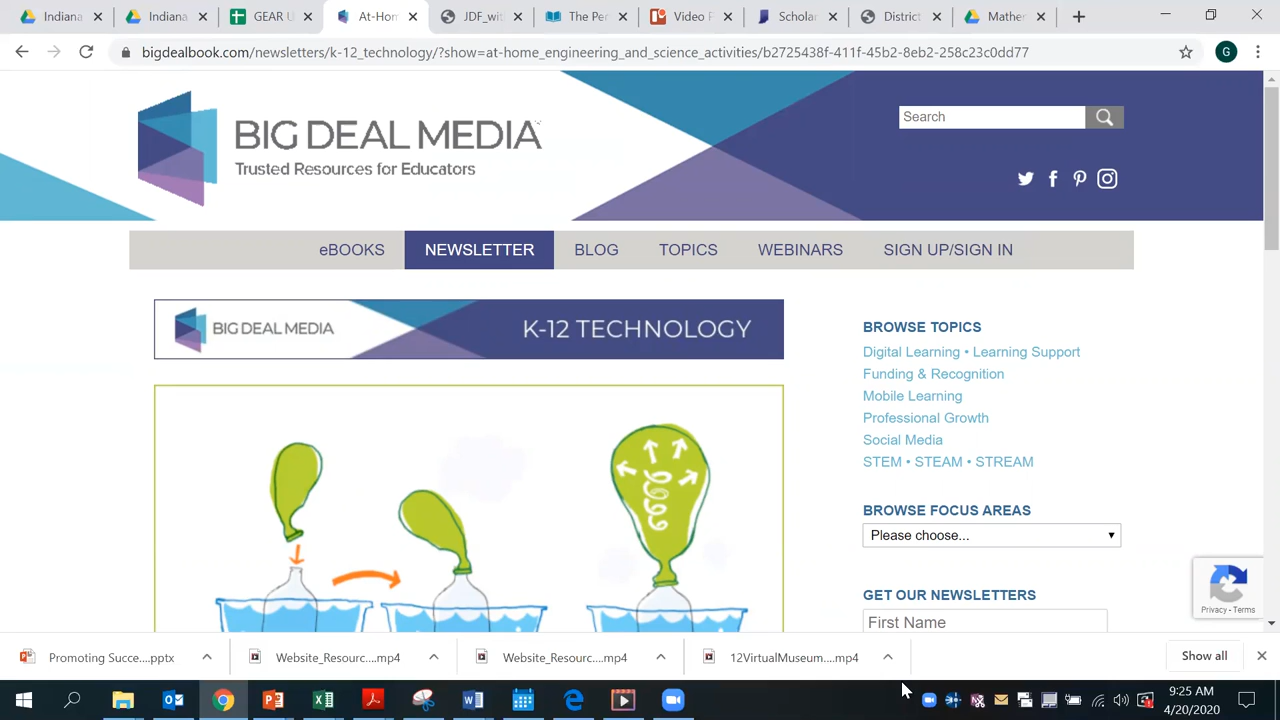 Indiana
Indiana
GEAR U
At-Hom
JDF_wit
The Per
Video F
Scholar
District
Mathe
bigdealbook.com/newsletters/k-12_technology/?show=at-home_engineering_and_science_activities/b2725438f-411f-45b2-8eb2-258c23c0dd77
G
BIG DEAL MEDIA
Trusted Resources for Educators
Search
eBOOKS NEWSLETTER BLOG TOPICS WEBINARS SIGN UP/SIGN IN
BIG DEAL MEDIA K-12 TECHNOLOGY
BROWSE TOPICS
Digital Learning • Learning Support
Funding & Recognition
Mobile Learning
Professional Growth
Social Media
STEM • STEAM • STREAM
BROWSE FOCUS AREAS
Please choose...
GET OUR NEWSLETTERS
First Name
Privacy - Terms
Promoting Succe....pptx
Website_Resourc....mp4
Website_Resourc....mp4
12VirtualMuseum....mp4
Show all
9:25 AM
4/20/2020